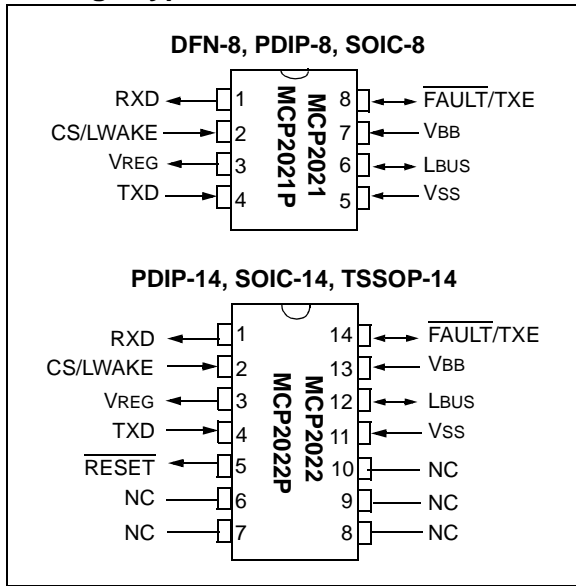 DFN-8, PDIP-8, SOIC-8
RXD 1 8 FAULT/TXE
CS/LWAKE 2 7 VBB
VREG 3 6 LBUS
TXD 4 5 VSS
MCP2021
MCP2021P
PDIP-14, SOIC-14, TSSOP-14
RXD 1 14 FAULT/TXE
CS/LWAKE 2 13 VBB
VREG 3 12 LBUS
TXD 4 11 VSS
RESET 5 10 NC
NC 6 9 NC
NC 7 8 NC
MCP2022
MCP2022P